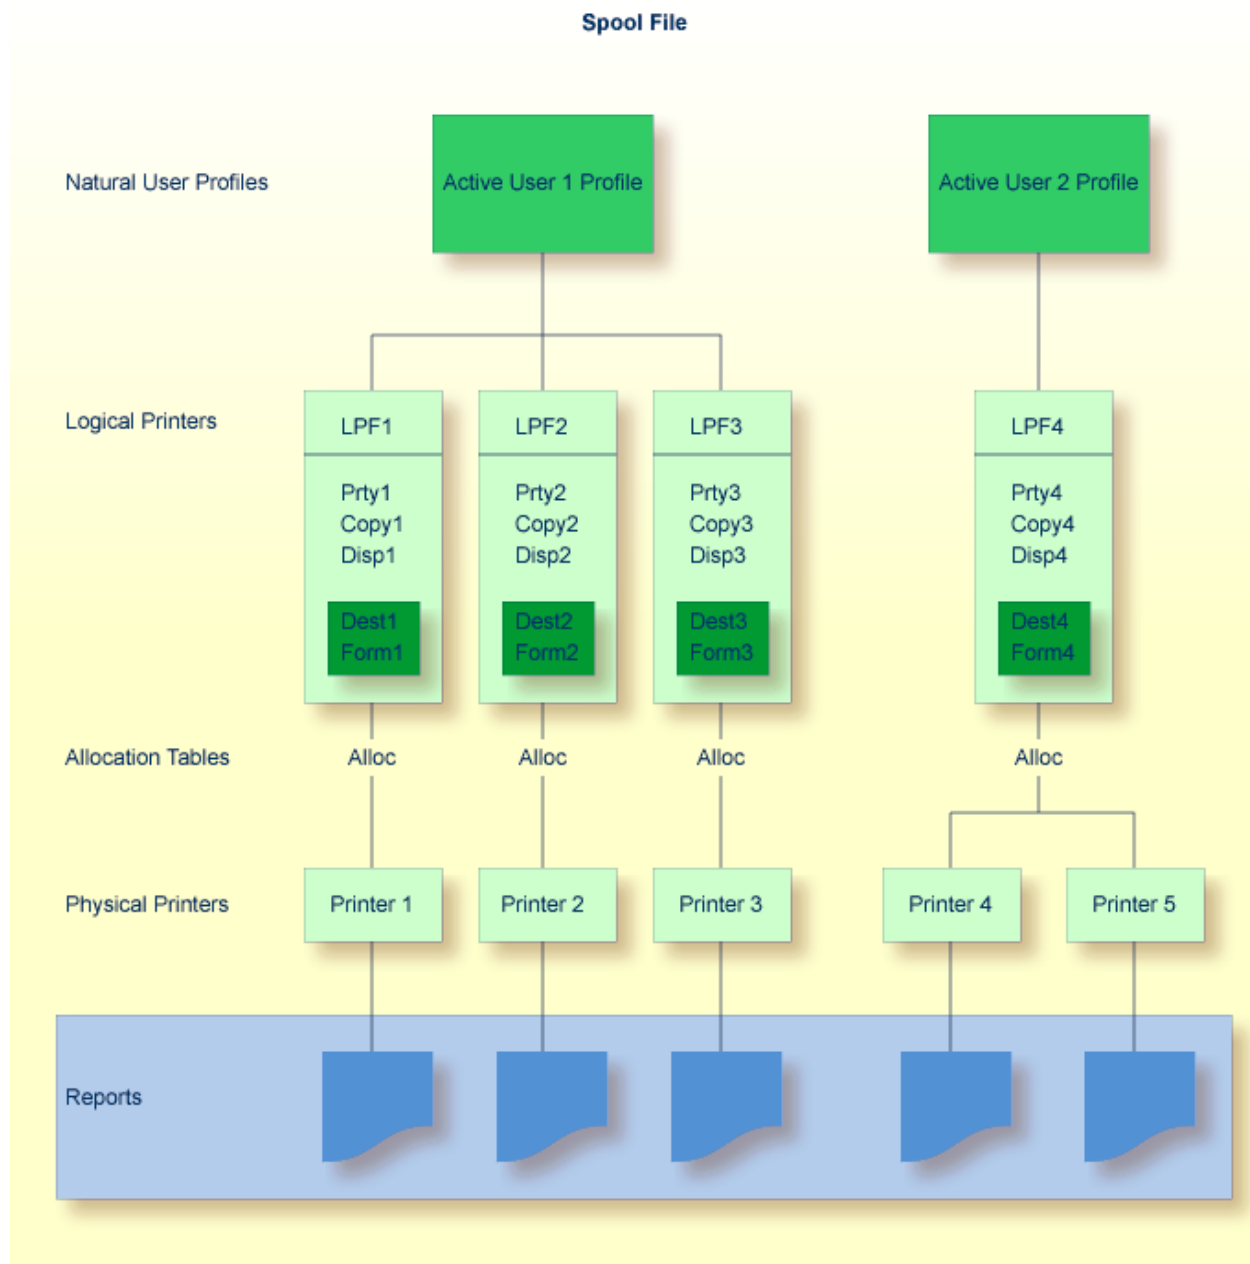 Spool File
Natural User Profiles
Active User 1 Profile
Active User 2 Profile
Logical Printers
LPF1
LPF2
LPF3
LPF4
Prty1
Copy1
Disp1
Dest1
Form1
Prty2
Copy2
Disp2
Dest2
Form2
Prty3
Copy3
Disp3
Dest3
Form3
Prty4
Copy4
Disp4
Dest4
Form4
Allocation Tables
Alloc
Alloc
Alloc
Alloc
Physical Printers
Printer 1
Printer 2
Printer 3
Printer 4
Printer 5
Reports